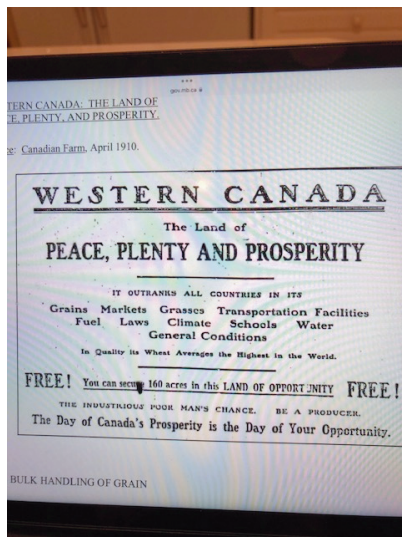 gov.mb.ca
TERN CANADA: THE LAND OF
CE, PLENTY, AND PROSPERITY.
ce: Canadian Farm, April 1910.
WESTERN CANADA
The Land of
PEACE, PLENTY AND PROSPERITY
IT OUTRANKS ALL COUNTRIES IN ITS
Grains Markets Grasses Transportation Facilities
Fuel Laws Climate Schools Water
General Conditions
In Quality its Wheat Averages the Highest in the World.
FREE! You can secure 160 acres in this LAND OF OPPORTUNITY FREE!
THE INDUSTRIOUS POOR MAN'S CHANCE. BE A PRODUCER.
The Day of Canada's Prosperity is the Day of Your Opportunity.
BULK HANDLING OF GRAIN